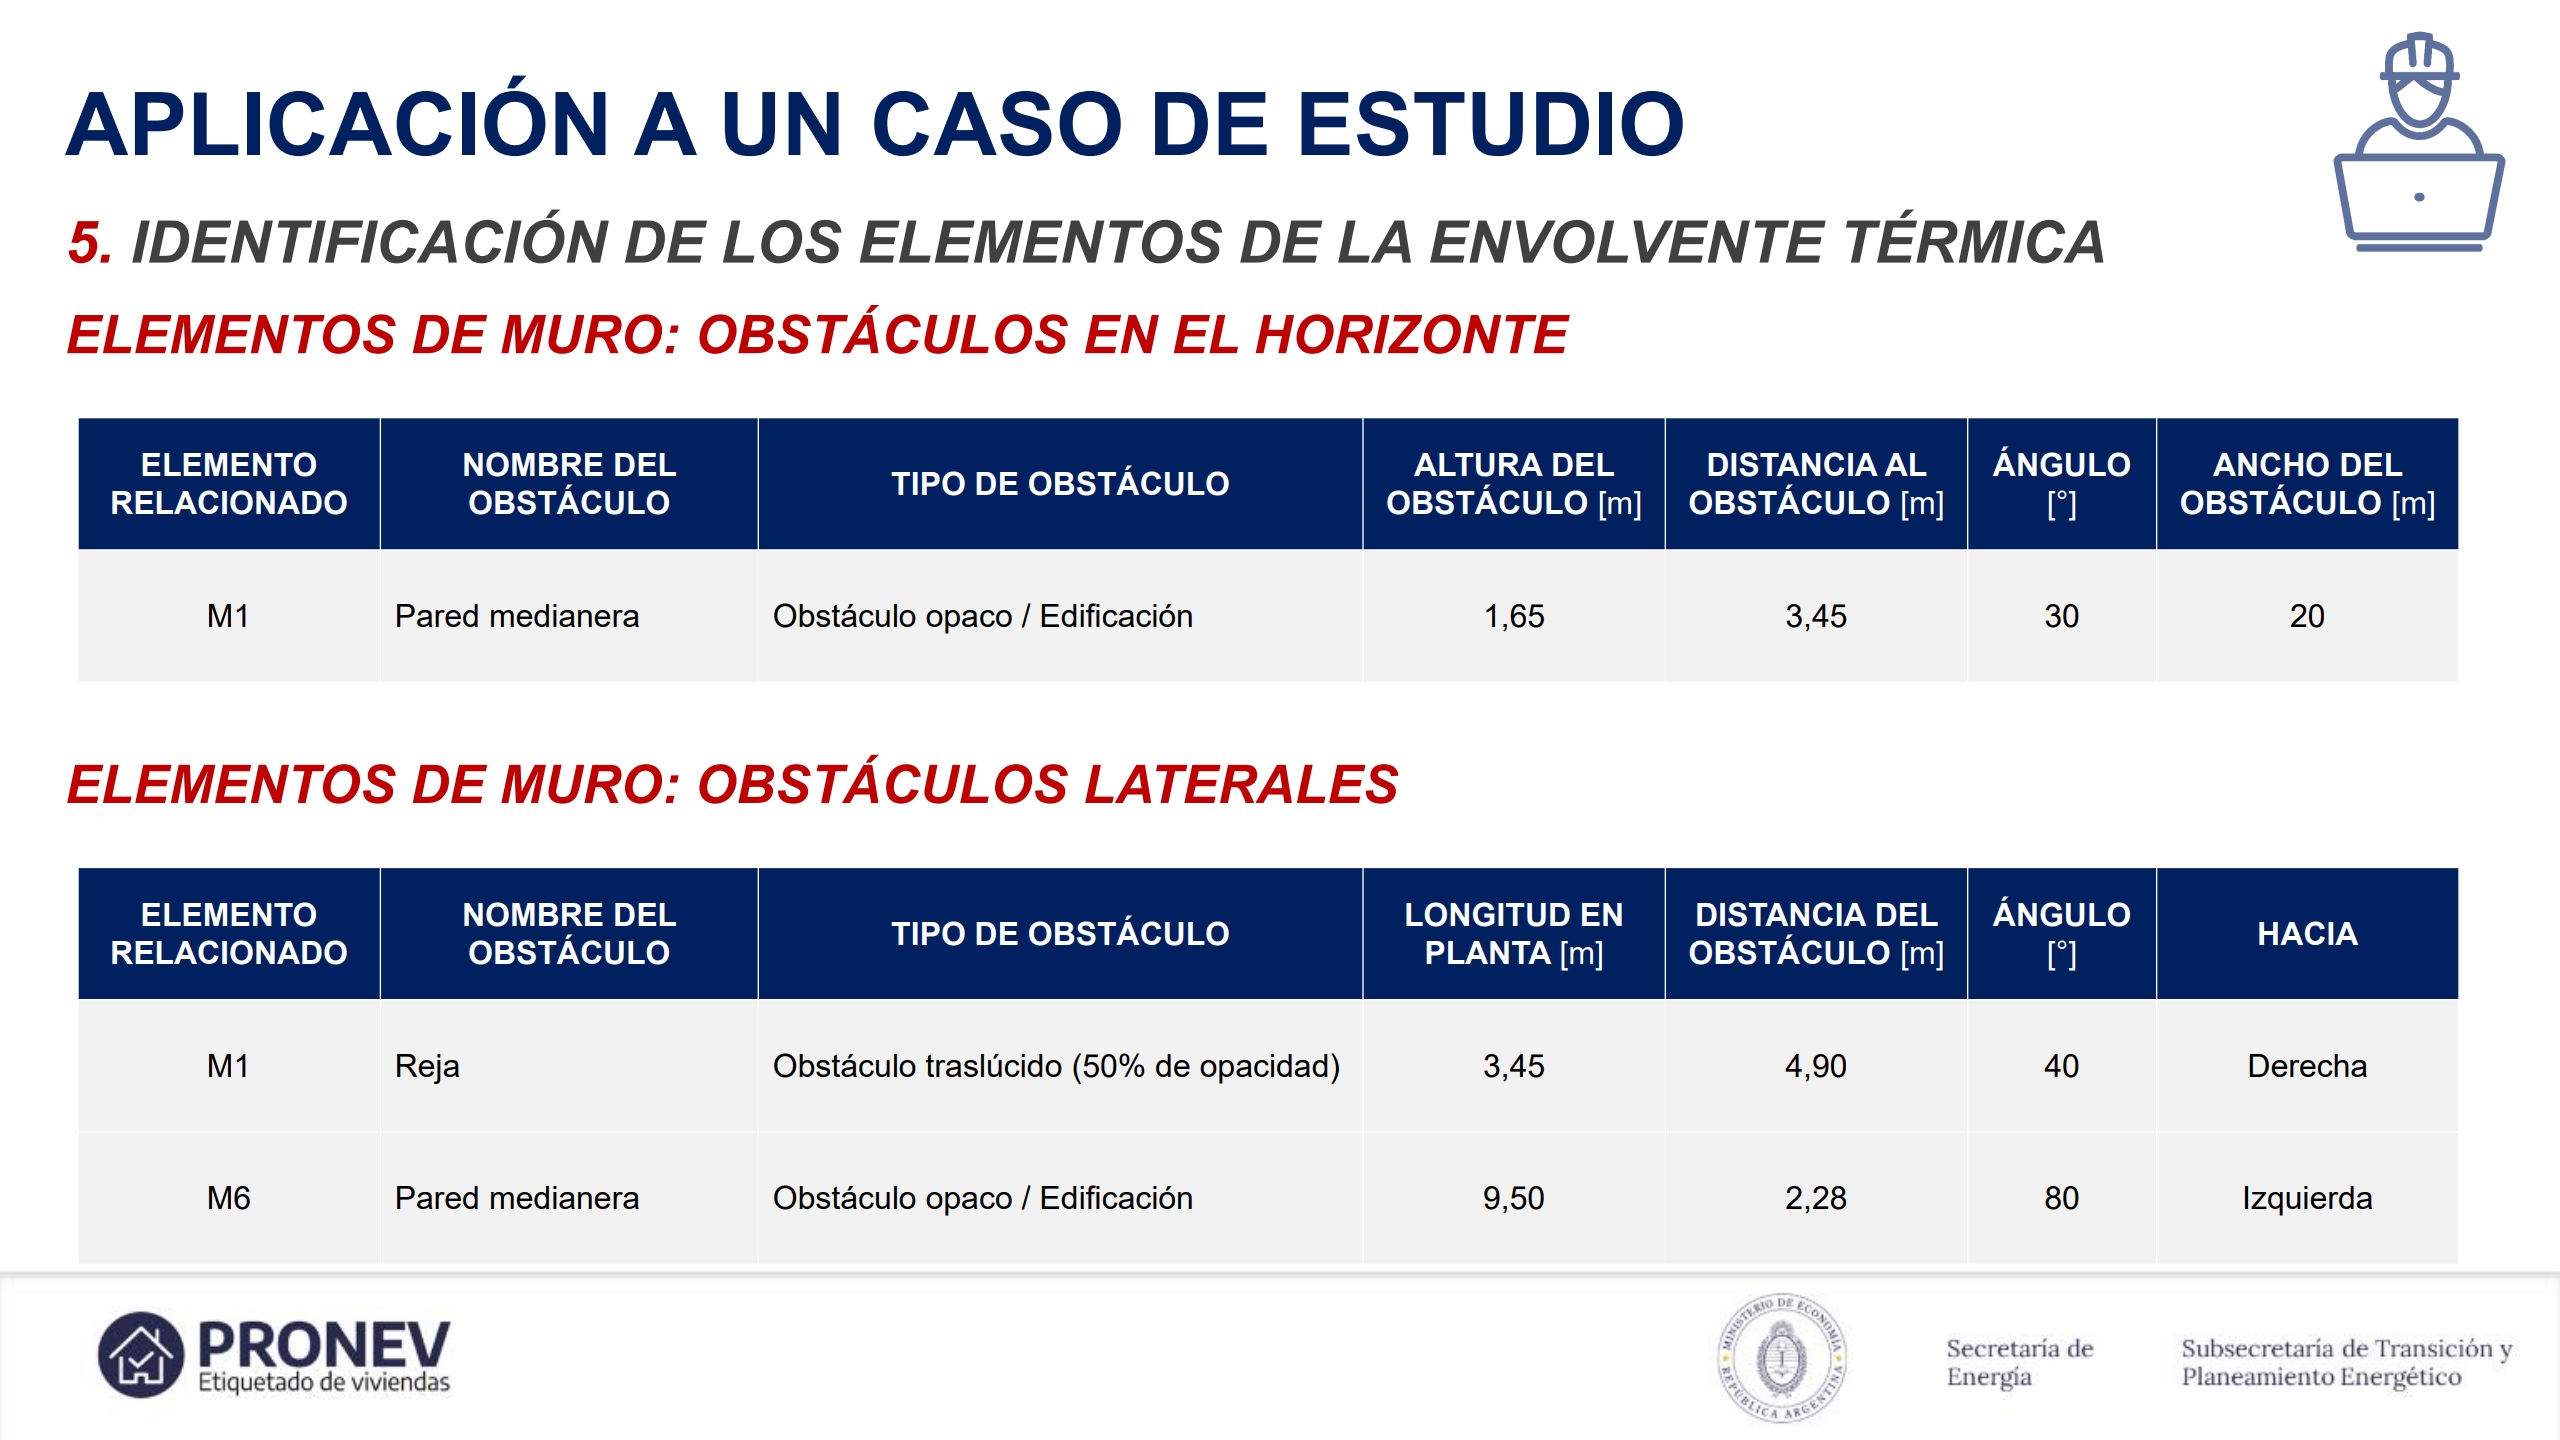 APLICACIÓN A UN CASO DE ESTUDIO
5. IDENTIFICACIÓN DE LOS ELEMENTOS DE LA ENVOLVENTE TÉRMICA
ELEMENTOS DE MURO: OBSTÁCULOS EN EL HORIZONTE
ELEMENTO RELACIONADO | NOMBRE DEL OBSTÁCULO | TIPO DE OBSTÁCULO | ALTURA DEL OBSTÁCULO [m] | DISTANCIA AL OBSTÁCULO [m] | ÁNGULO [°] | ANCHO DEL OBSTÁCULO [m]
M1 | Pared medianera | Obstáculo opaco / Edificación | 1,65 | 3,45 | 30 | 20
ELEMENTOS DE MURO: OBSTÁCULOS LATERALES
ELEMENTO RELACIONADO | NOMBRE DEL OBSTÁCULO | TIPO DE OBSTÁCULO | LONGITUD EN PLANTA [m] | DISTANCIA DEL OBSTÁCULO [m] | ÁNGULO [°] | HACIA
M1 | Reja | Obstáculo traslúcido (50% de opacidad) | 3,45 | 4,90 | 40 | Derecha
M6 | Pared medianera | Obstáculo opaco / Edificación | 9,50 | 2,28 | 80 | Izquierda
PRONEV
Etiquetado de viviendas
MINISTERIO DE ECONOMÍA
REPÚBLICA ARGENTINA
Secretaría de
Energía
Subsecretaría de Transición y
Planeamiento Energético